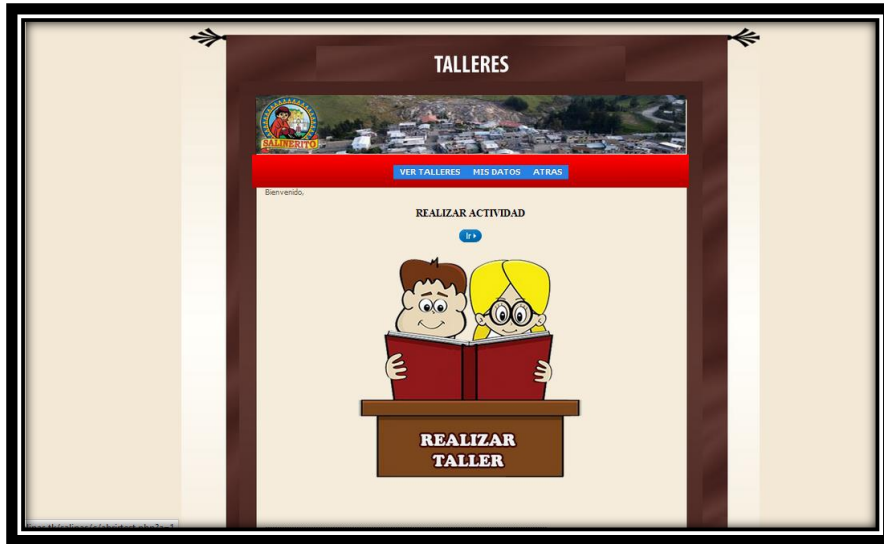 TALLERES
SALINERITO
VER TALLERES MIS DATOS ATRAS
Bienvenido,
REALIZAR ACTIVIDAD
Ir
REALIZAR
TALLER